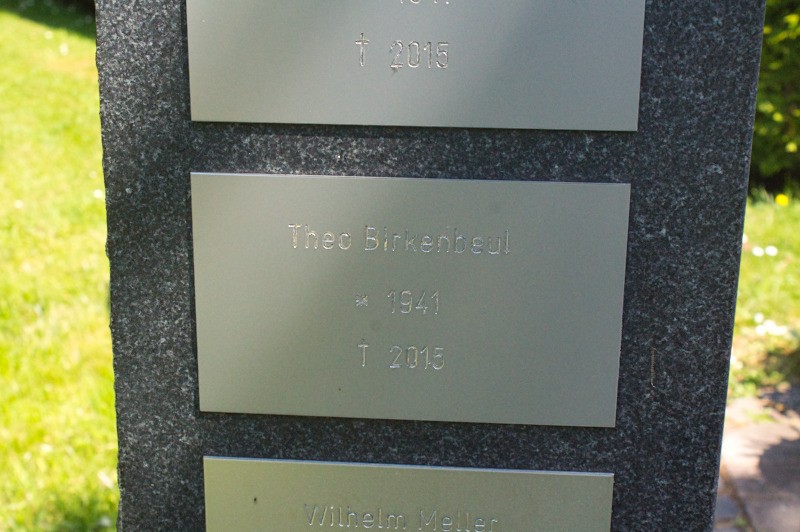 † 2015
Theo Birkenbeul
* 1941
† 2015
Wilhelm Meller